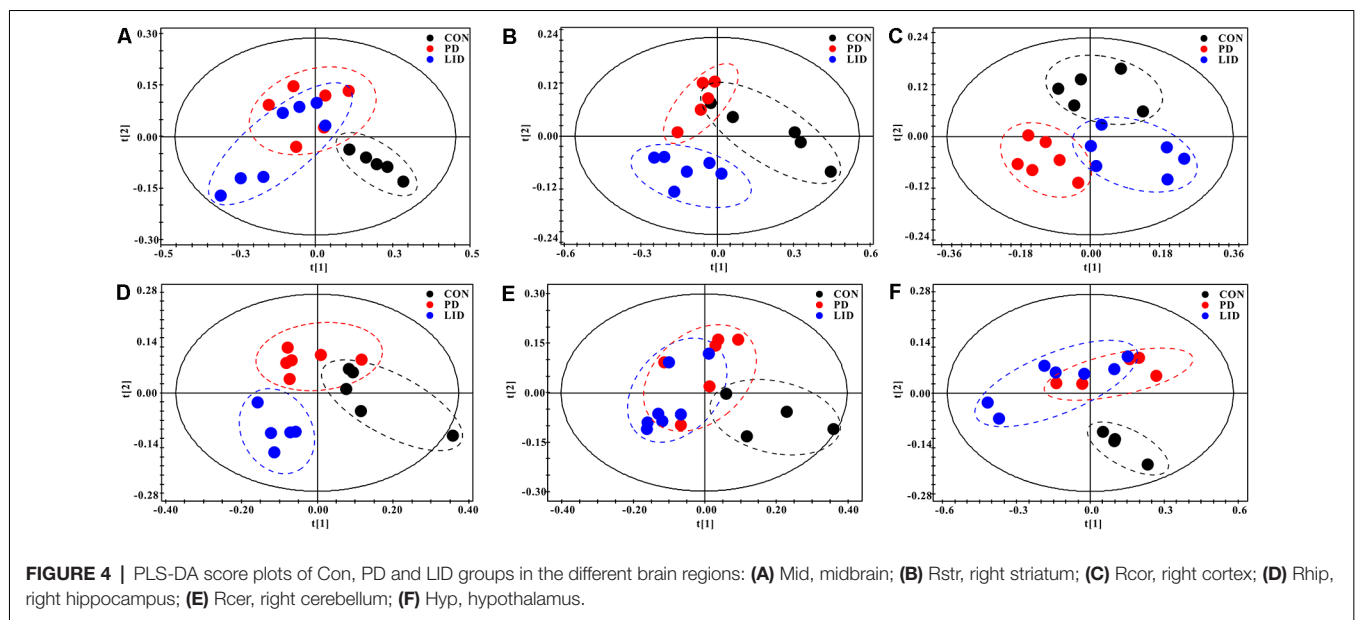 A
CON
PD
LID
0.30
0.15
0.00
-0.15
-0.30
t[2]
-0.5 -0.3 0.0 0.3 0.5
t[1]
B
CON
PD
LID
0.24
0.12
0.00
-0.12
-0.24
t[2]
-0.6 -0.3 0.0 0.3 0.6
t[1]
C
CON
PD
LID
0.24
0.12
0.00
-0.12
-0.24
t[2]
-0.36 -0.18 0.00 0.18 0.36
t[1]
D
CON
PD
LID
0.28
0.14
0.00
-0.14
-0.28
t[2]
-0.40 -0.20 0.00 0.20 0.40
t[1]
E
CON
PD
LID
0.30
0.15
0.00
-0.15
-0.30
t[2]
-0.40 -0.20 0.00 0.20 0.40
t[1]
F
CON
PD
LID
0.28
0.14
0.00
-0.14
-0.28
t[2]
-0.6 -0.3 0.0 0.3 0.6
t[1]
FIGURE 4 | PLS-DA score plots of Con, PD and LID groups in the different brain regions: (A) Mid, midbrain; (B) Rstr, right striatum; (C) Rcor, right cortex; (D) Rhip,
right hippocampus; (E) Rcer, right cerebellum; (F) Hyp, hypothalamus.